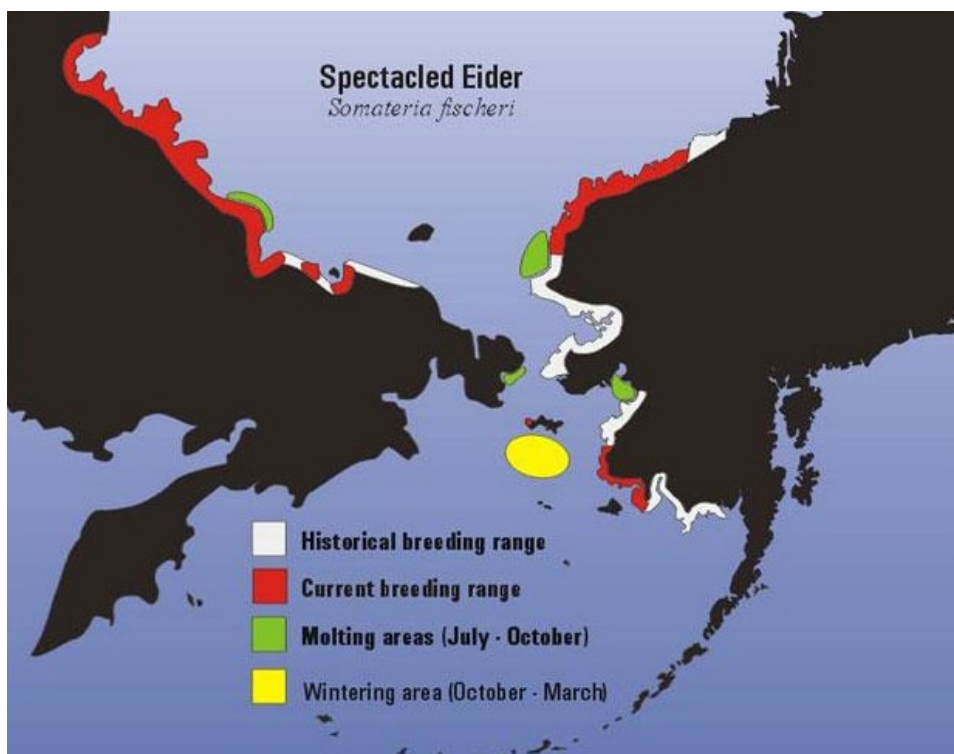 Spectacled Eider
Somateria fischeri
Historical breeding range
Current breeding range
Molting areas (July - October)
Wintering area (October - March)